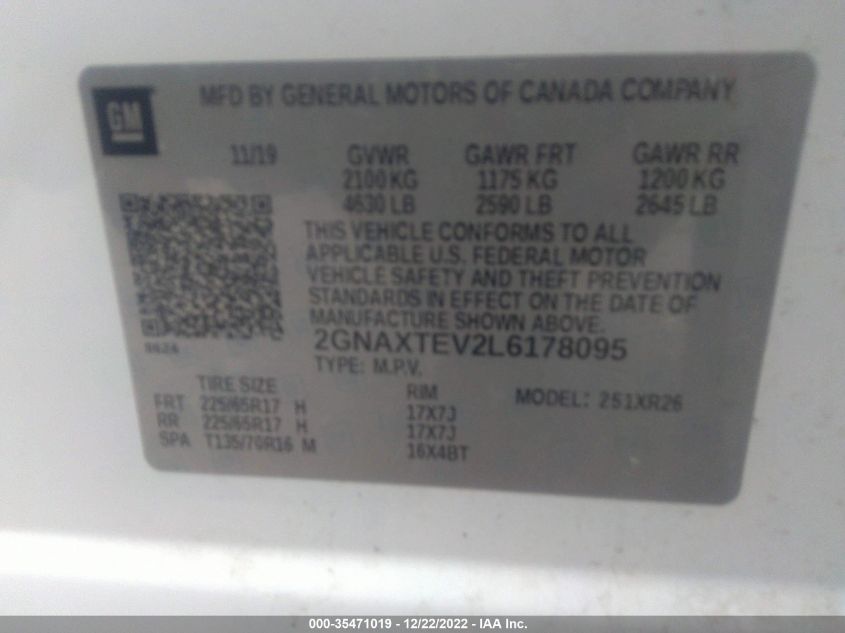 GM
MFD BY GENERAL MOTORS OF CANADA COMPANY
11/19 GVWR GAWR FRT GAWR RR
2100 KG 1175 KG 1200 KG
4630 LB 2590 LB 2645 LB
THIS VEHICLE CONFORMS TO ALL
APPLICABLE U.S. FEDERAL MOTOR
VEHICLE SAFETY AND THEFT PREVENTION
STANDARDS IN EFFECT ON THE DATE OF
MANUFACTURE SHOWN ABOVE.
2GNAXTEV2L6178095
TYPE: M.P.V.
TIRE SIZE RIM MODEL: 251XR26
FRT 225/65R17 H 17X7J
RR 225/65R17 H 17X7J
SPA T135/70R16 M 16X4BT
000-35471019 - 12/22/2022 - IAA Inc.